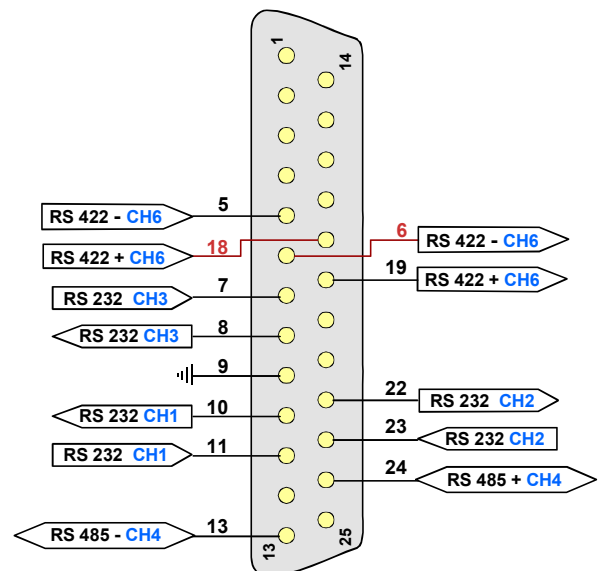 1
14
5
RS 422 - CH6
18
RS 422 + CH6
6
RS 422 - CH6
7
RS 232 CH3
19
RS 422 + CH6
8
RS 232 CH3
9
10
RS 232 CH1
22
RS 232 CH2
11
RS 232 CH1
23
RS 232 CH2
24
RS 485 + CH4
13
RS 485 - CH4
13
25